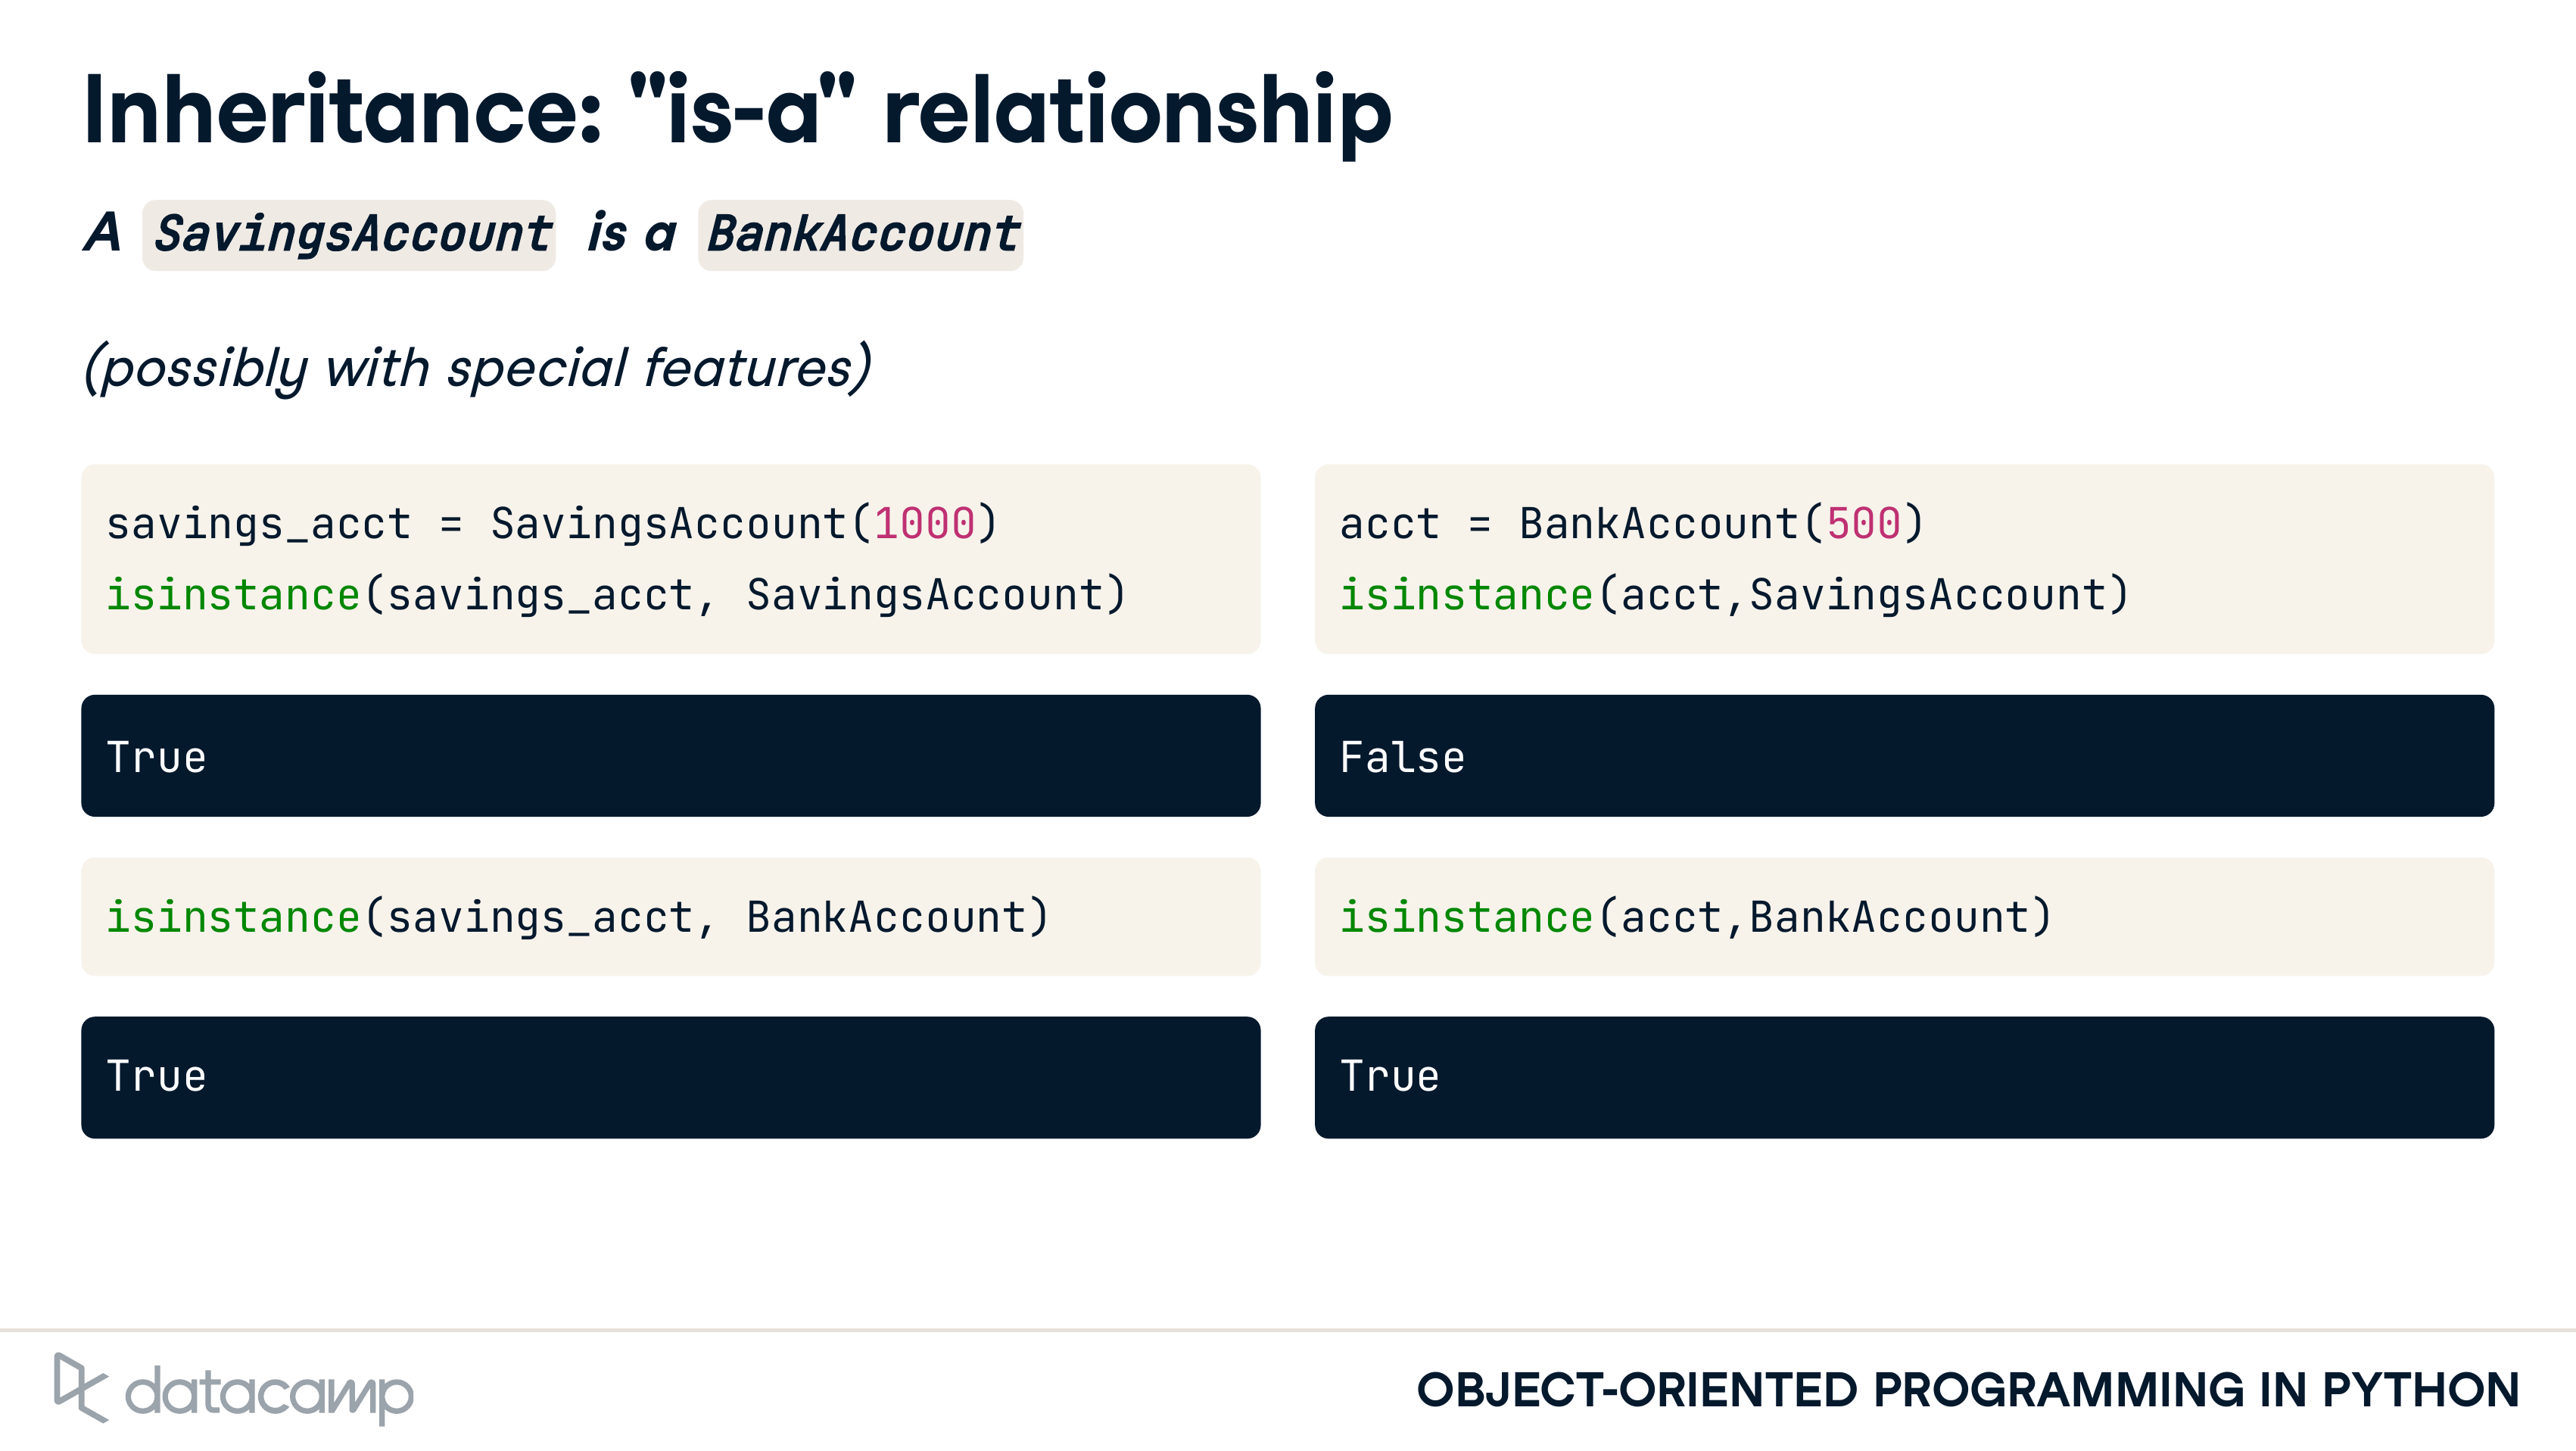 Inheritance: "is-a" relationship
A SavingsAccount is a BankAccount
(possibly with special features)
savings_acct = SavingsAccount(1000)
isinstance(savings_acct, SavingsAccount)
True
isinstance(savings_acct, BankAccount)
True
acct = BankAccount(500)
isinstance(acct,SavingsAccount)
False
isinstance(acct,BankAccount)
True
datacamp
OBJECT-ORIENTED PROGRAMMING IN PYTHON